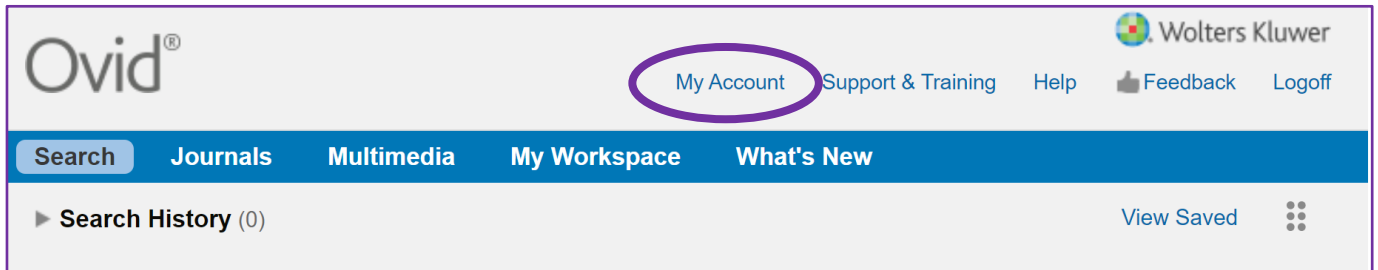 Ovid®
Wolters Kluwer
My Account Support & Training Help Feedback Logoff
Search Journals Multimedia My Workspace What's New
Search History (0) View Saved